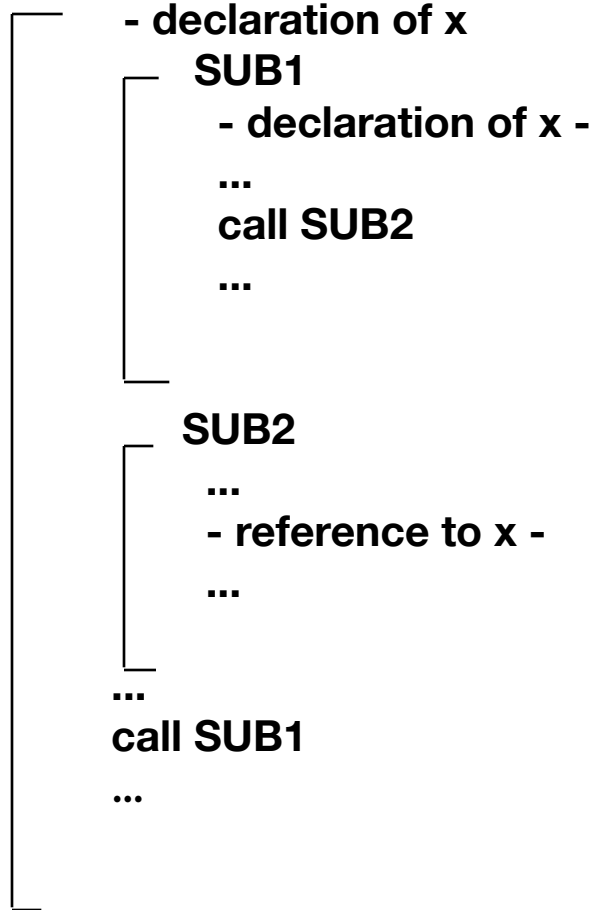 - declaration of x
SUB1
- declaration of x -
...
call SUB2
...
SUB2
...
- reference to x -
...
...
call SUB1
...